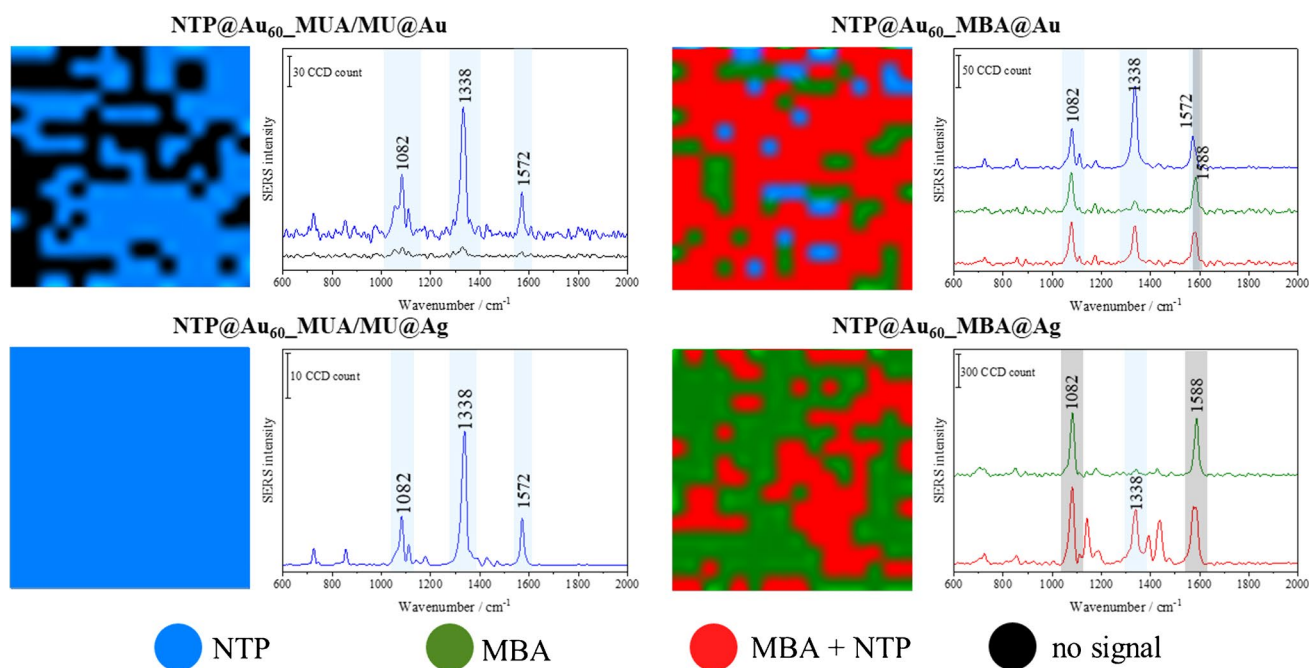 NTP@Au60_MUA/MU@Au
30 CCD count
1082
1338
1572
SERS intensity
600 800 1000 1200 1400 1600 1800 2000
Wavenumber / cm-1
NTP@Au60_MBA@Au
50 CCD count
1082
1338
1572
1588
SERS intensity
600 800 1000 1200 1400 1600 1800 2000
Wavenumber / cm-1
NTP@Au60_MUA/MU@Ag
10 CCD count
1082
1338
1572
SERS intensity
600 800 1000 1200 1400 1600 1800 2000
Wavenumber / cm-1
NTP@Au60_MBA@Ag
300 CCD count
1082
1338
1588
SERS intensity
600 800 1000 1200 1400 1600 1800 2000
Wavenumber / cm-1
NTP MBA MBA + NTP no signal